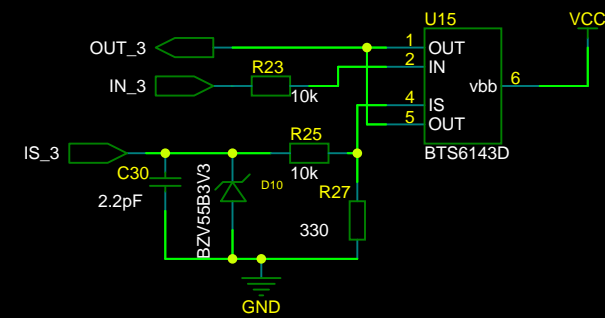 U15
VCC
OUT_3
1
OUT
R23
2
IN
IN_3
10k
vbb
6
4
IS
R25
5
OUT
IS_3
BTS6143D
C30
10k
D10
R27
2.2pF
BZV55B3V3
330
GND